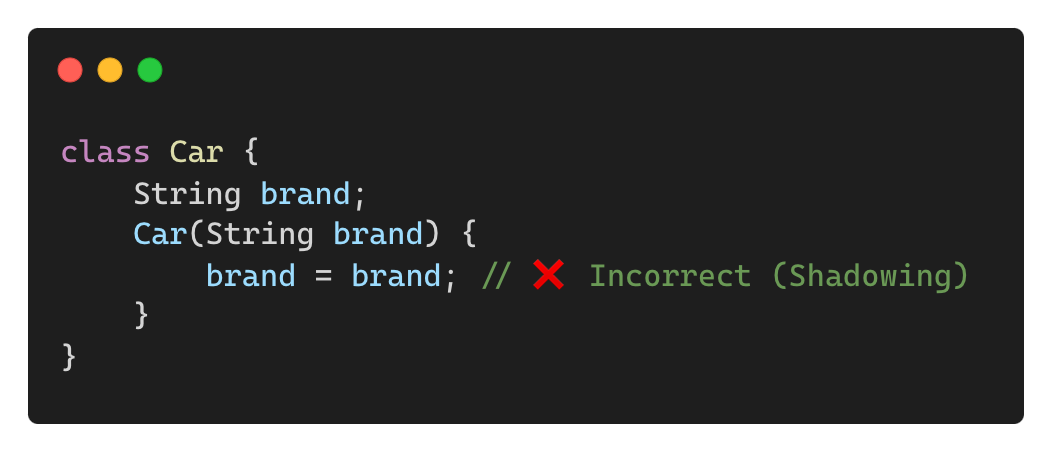 class Car {
    String brand;
    Car(String brand) {
        brand = brand; // ❌ Incorrect (Shadowing)
    }
}